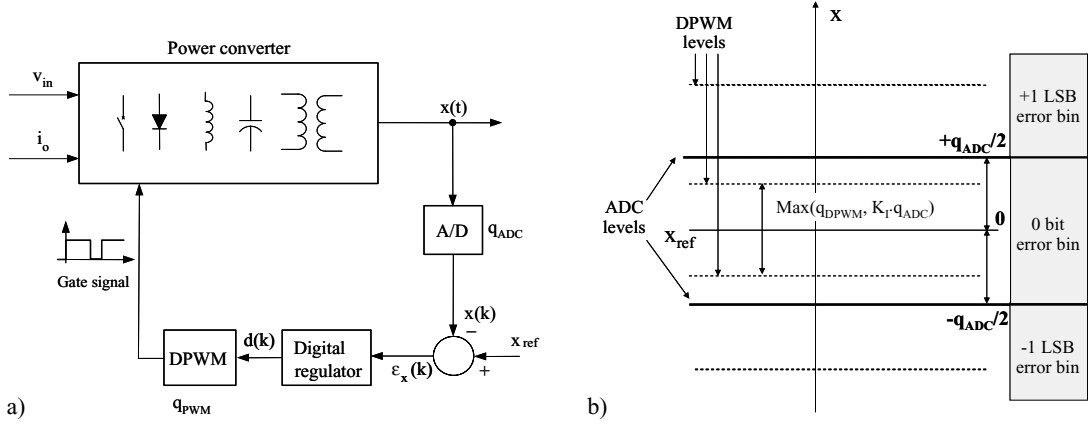 Power converter
v_in
i_o
x(t)
A/D
q_ADC
Gate signal
x(k)
−
+
x_ref
ε_x(k)
Digital
regulator
d(k)
DPWM
q_PWM
a)
x
DPWM
levels
+1 LSB
error bin
+q_ADC/2
Max(q_DPWM, K_I·q_ADC)
ADC
levels
x_ref
0
0 bit
error bin
-q_ADC/2
-1 LSB
error bin
b)